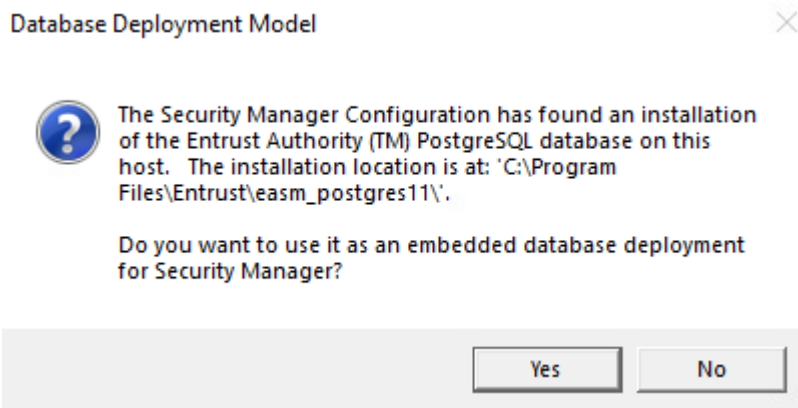 Database Deployment Model
The Security Manager Configuration has found an installation
of the Entrust Authority (TM) PostgreSQL database on this
host.   The installation location is at: 'C:\Program
Files\Entrust\easm_postgres11\'.
Do you want to use it as an embedded database deployment
for Security Manager?
Yes
No